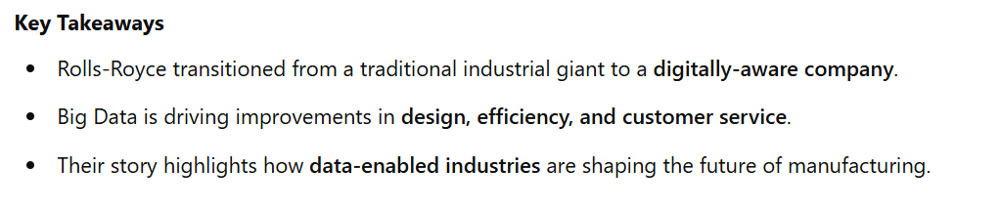 Key Takeaways
• Rolls-Royce transitioned from a traditional industrial giant to a digitally-aware company.
• Big Data is driving improvements in design, efficiency, and customer service.
• Their story highlights how data-enabled industries are shaping the future of manufacturing.